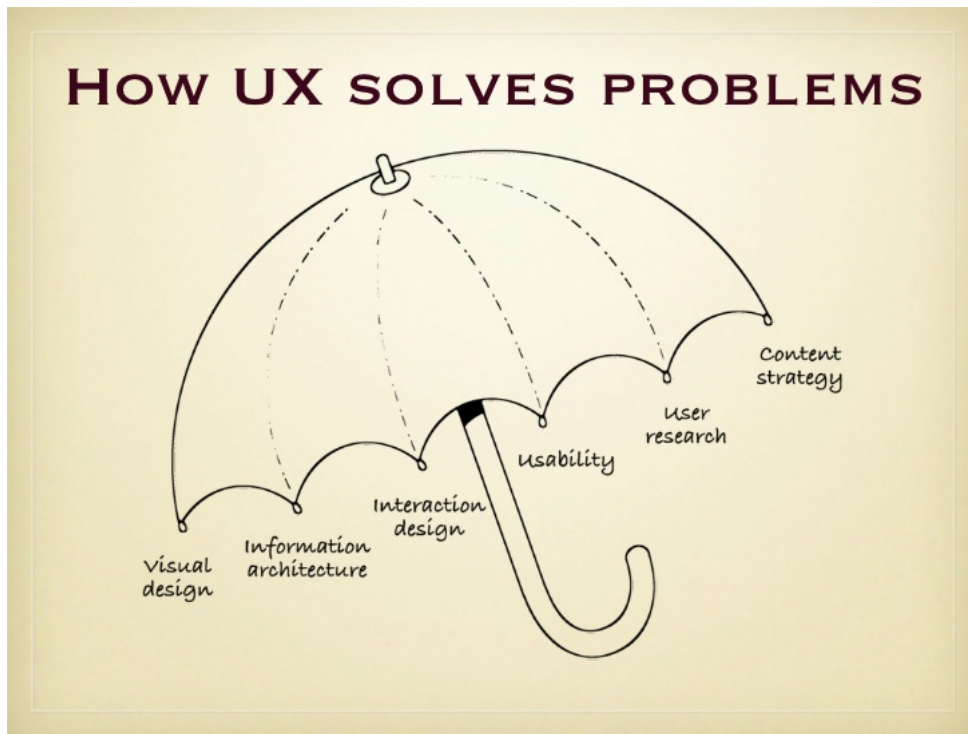 How UX solves problems
Content
strategy
User
research
Usability
Interaction
design
Information
architecture
Visual
design